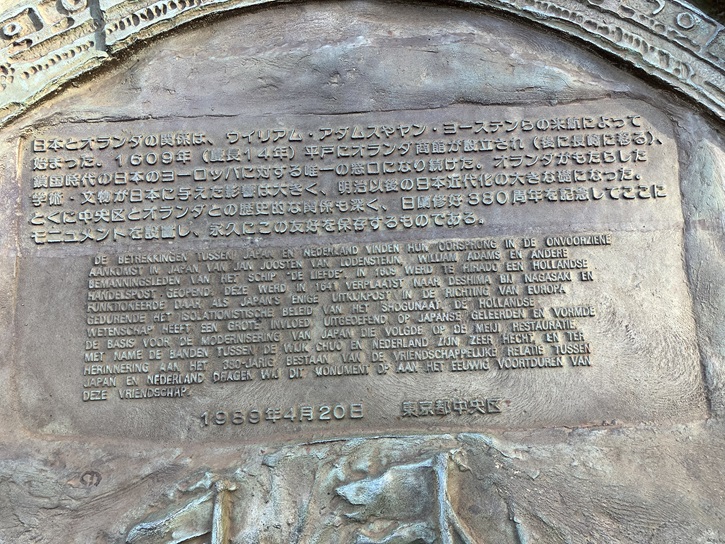 日本とオランダの関係は、ウイリアム・アダムスやヤン・ヨーステンらの来航によって
始まった。1609年（慶長14年）平戸にオランダ商館が設立され（後に長崎に移る）、
鎖国時代の日本のヨーロッパに対する唯一の窓口になり続けた。オランダがもたらした
学術・文物が日本に与えた影響は大きく、明治以後の日本近代化の大きな礎になった。
とくに中央区とオランダとの歴史的な関係も深く、日蘭修好380周年を記念してここに
モニュメントを設置し、永久にこの友好を保存するものである。
DE BETREKKINGEN TUSSEN JAPAN EN NEDERLAND VINDEN HUN OORSPRONG IN DE ONVOORZIENE
AANKOMST IN JAPAN VAN JAN JOOSTEN VAN LODENSTEIJN, WILLIAM ADAMS EN ANDERE
BEMANNINGSLEDEN VAN HET SCHIP "DE LIEFDE". IN 1609 WERD TE HIRADO EEN HOLLANDSE
HANDELSPOST GEOPEND. DEZE WERD IN 1641 VERPLAATST NAAR DESHIMA BIJ NAGASAKI EN
FUNKTIONEERDE DAAR ALS JAPAN'S ENIGE UITKIJKPOST IN DE RICHTING VAN EUROPA
GEDURENDE HET ISOLATIONISTISCHE BELEID VAN HET SHOGUNAAT. DE HOLLANDSE
WETENSCHAP HEEFT EEN GROTE INVLOED UITGEOEFEND OP JAPANSE GELEERDEN EN VORMDE
DE BASIS VOOR DE MODERNISERING VAN JAPAN DIE VOLGDE OP DE MEIJI RESTAURATIE.
MET NAME DE BANDEN TUSSEN DE WIJK CHUO EN NEDERLAND ZIJN ZEER HECHT, EN TER
HERINNERING AAN HET 380-JARIG BESTAAN VAN DE VRIENDSCHAPPELIJKE RELATIE TUSSEN
JAPAN EN NEDERLAND DRAGEN WIJ DIT MONUMENT OP AAN HET EEUWIG VOORTDUREN VAN
DEZE VRIENDSCHAP.
1989年4月20日 東京都中央区